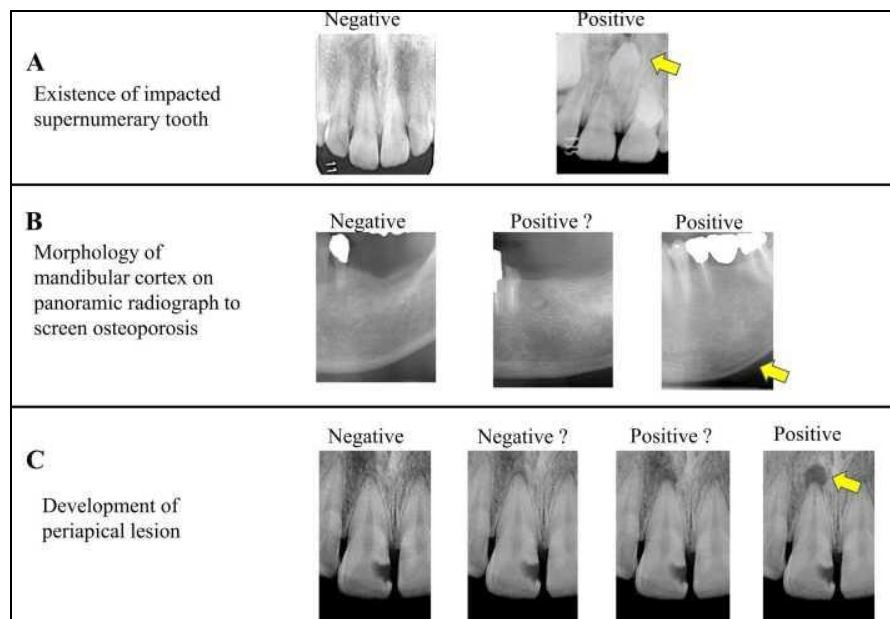 Negative
Positive
A
Existence of impacted
supernumerary tooth
B
Negative
Positive ?
Positive
Morphology of
mandibular cortex on
panoramic radiograph to
screen osteoporosis
Negative
Negative ?
Positive ?
Positive
C
Development of
periapical lesion